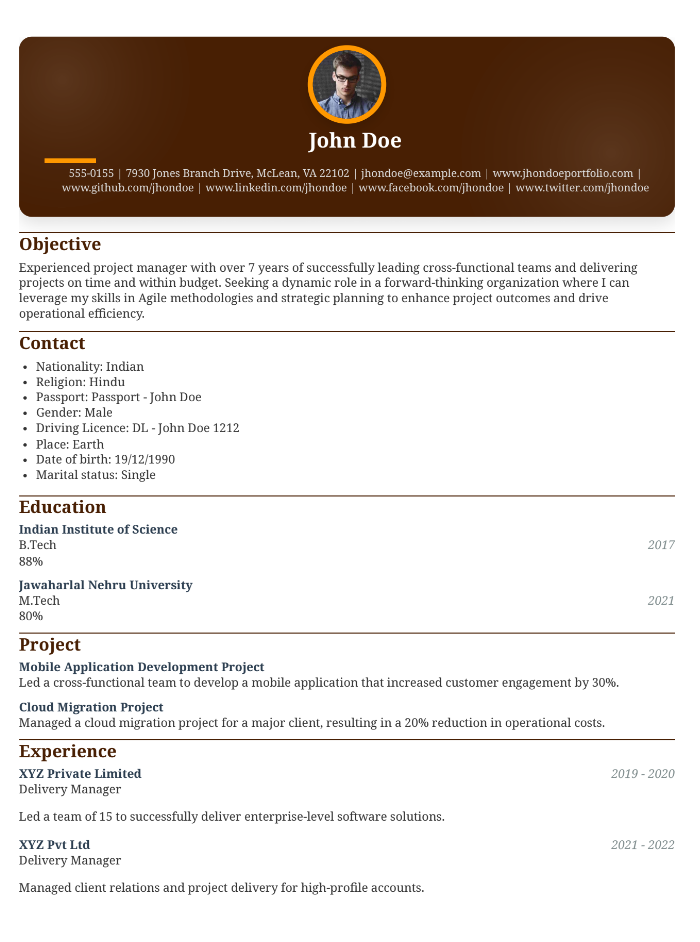 John Doe
555-0155 | 7930 Jones Branch Drive, McLean, VA 22102 | jhondoe@example.com | www.jhondoeportfolio.com |
www.github.com/jhondoe | www.linkedin.com/jhondoe | www.facebook.com/jhondoe | www.twitter.com/jhondoe
Objective
Experienced project manager with over 7 years of successfully leading cross-functional teams and delivering
projects on time and within budget. Seeking a dynamic role in a forward-thinking organization where I can
leverage my skills in Agile methodologies and strategic planning to enhance project outcomes and drive
operational efficiency.
Contact
• Nationality: Indian
• Religion: Hindu
• Passport: Passport - John Doe
• Gender: Male
• Driving Licence: DL - John Doe 1212
• Place: Earth
• Date of birth: 19/12/1990
• Marital status: Single
Education
Indian Institute of Science
B.Tech 2017
88%
Jawaharlal Nehru University
M.Tech 2021
80%
Project
Mobile Application Development Project
Led a cross-functional team to develop a mobile application that increased customer engagement by 30%.
Cloud Migration Project
Managed a cloud migration project for a major client, resulting in a 20% reduction in operational costs.
Experience
XYZ Private Limited 2019 - 2020
Delivery Manager
Led a team of 15 to successfully deliver enterprise-level software solutions.
XYZ Pvt Ltd 2021 - 2022
Delivery Manager
Managed client relations and project delivery for high-profile accounts.